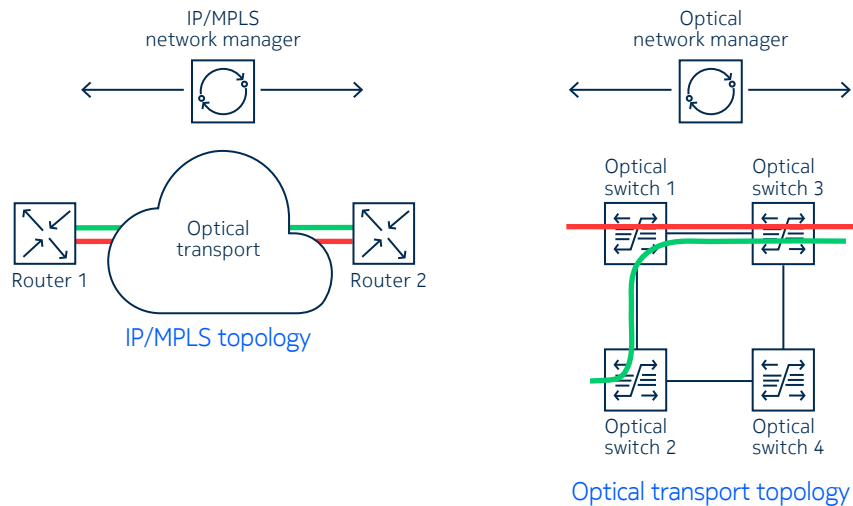 IP/MPLS
network manager
Optical
transport
Router 1
Router 2
IP/MPLS topology
Optical
network manager
Optical
switch 1
Optical
switch 3
Optical
switch 2
Optical
switch 4
Optical transport topology